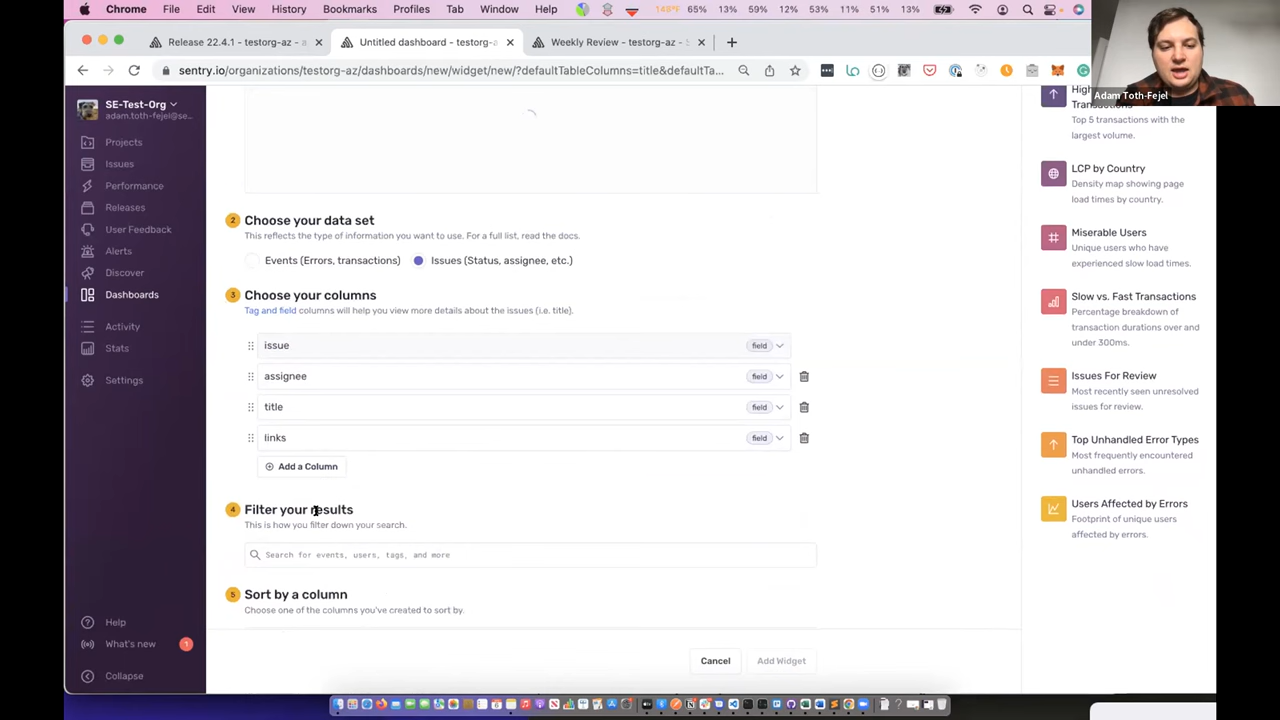 Chrome File Edit View History Bookmarks Profiles Tab Window Help 148°F 65% 13% 59% 12% 53% 11% 51% 13%
Release 22.4.1 - testorg-az - Untitled dashboard - testorg-a Weekly Review - testorg-az - S
sentry.io/organizations/testorg-az/dashboards/new/widget/new/?defaultTableColumns=title&defaultTa...
Adam Toth-Fejel
SE-Test-Org
adam.toth-fejel@se...
Projects
Issues
Performance
Releases
User Feedback
Alerts
Discover
Dashboards
Activity
Stats
Settings
Help
What's new 1
Collapse
2 Choose your data set
This reflects the type of information you want to use. For a full list, read the docs.
Events (Errors, transactions) Issues (Status, assignee, etc.)
3 Choose your columns
Tag and field columns will help you view more details about the issues (i.e. title).
issue field
assignee field
title field
links field
Add a Column
4 Filter your results
This is how you filter down your search.
Search for events, users, tags, and more
5 Sort by a column
Choose one of the columns you've created to sort by.
Cancel Add Widget
Transactions
Top 5 transactions with the
largest volume.
LCP by Country
Density map showing page
load times by country.
Miserable Users
Unique users who have
experienced slow load times.
Slow vs. Fast Transactions
Percentage breakdown of
transaction durations over and
under 300ms.
Issues For Review
Most recently seen unresolved
issues for review.
Top Unhandled Error Types
Most frequently encountered
unhandled errors.
Users Affected by Errors
Footprint of unique users
affected by errors.